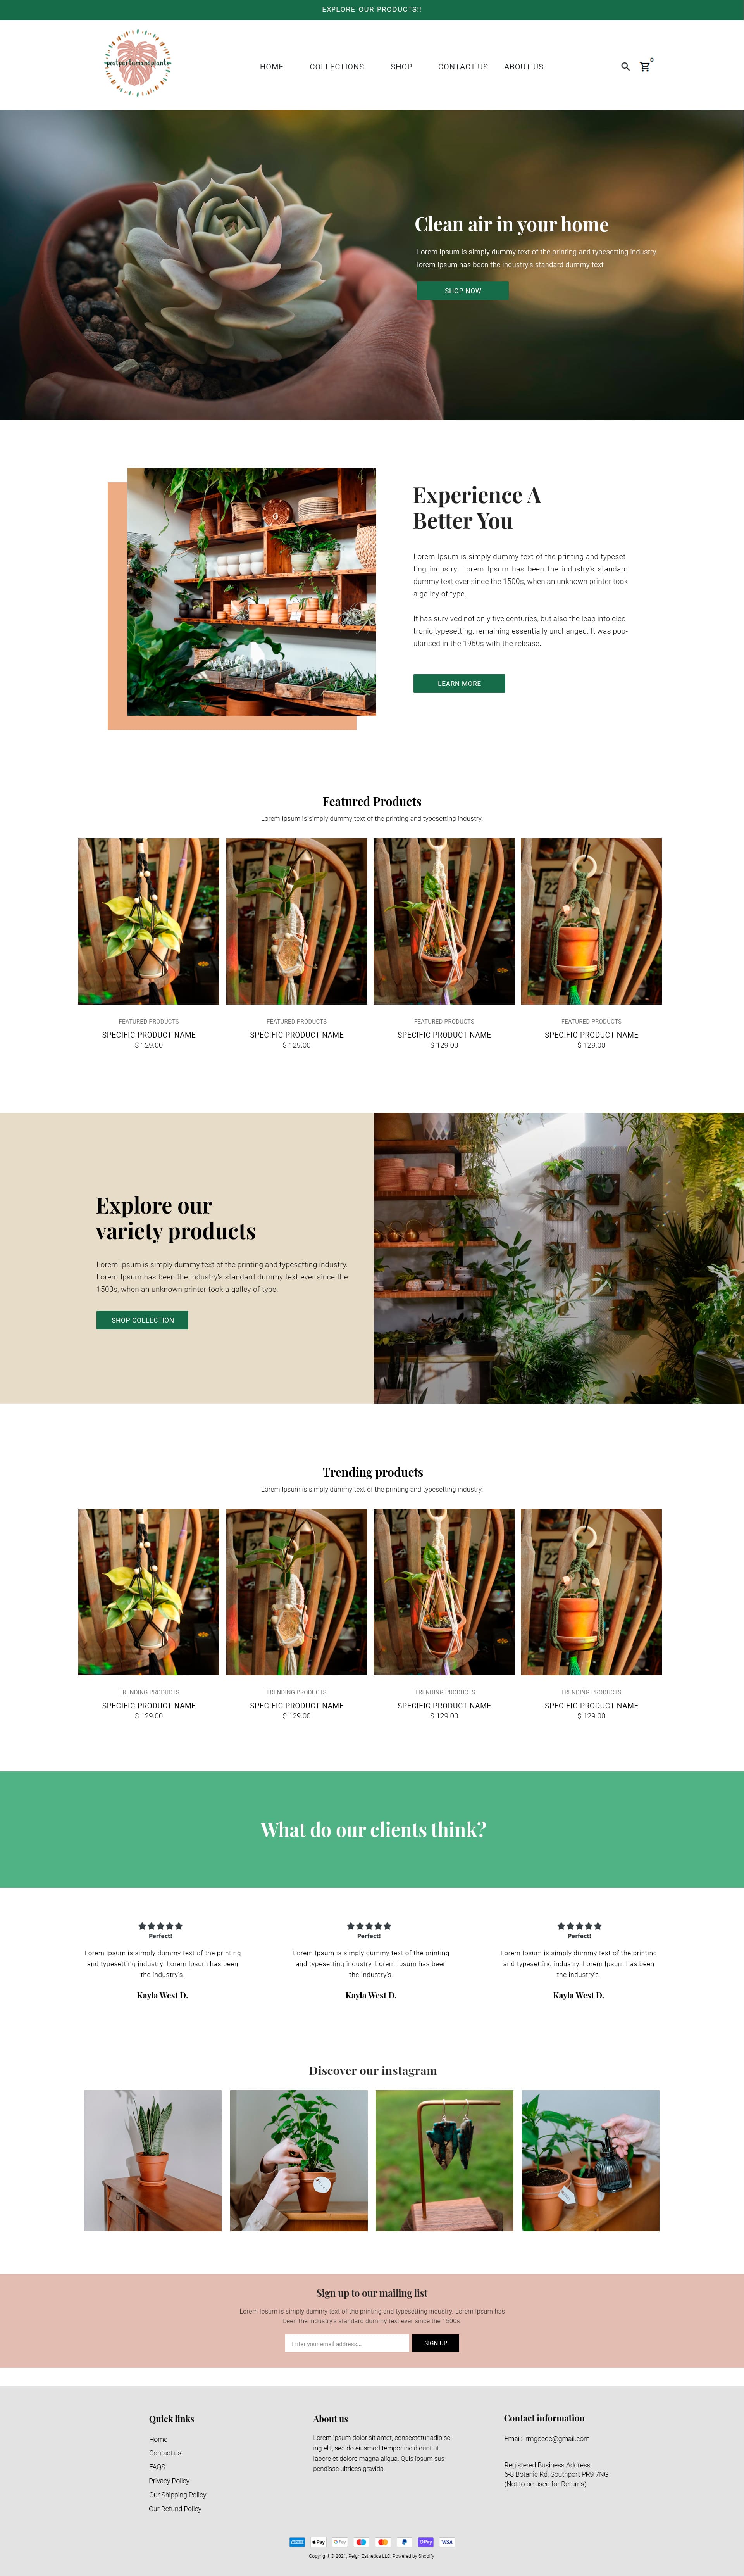 EXPLORE OUR PRODUCTS!!
postpartumandplants
HOME COLLECTIONS SHOP CONTACT US ABOUT US
0
Clean air in your home
Lorem Ipsum is simply dummy text of the printing and typesetting industry.
lorem Ipsum has been the industry's standard dummy text
SHOP NOW
Experience A
Better You
Lorem Ipsum is simply dummy text of the printing and typeset-
ting industry. Lorem Ipsum has been the industry's standard
dummy text ever since the 1500s, when an unknown printer took
a galley of type.
It has survived not only five centuries, but also the leap into elec-
tronic typesetting, remaining essentially unchanged. It was pop-
ularised in the 1960s with the release.
LEARN MORE
Featured Products
Lorem Ipsum is simply dummy text of the printing and typesetting industry.
FEATURED PRODUCTS FEATURED PRODUCTS FEATURED PRODUCTS FEATURED PRODUCTS
SPECIFIC PRODUCT NAME SPECIFIC PRODUCT NAME SPECIFIC PRODUCT NAME SPECIFIC PRODUCT NAME
$ 129.00 $ 129.00 $ 129.00 $ 129.00
Explore our
variety products
Lorem Ipsum is simply dummy text of the printing and typesetting industry.
Lorem Ipsum has been the industry's standard dummy text ever since the
1500s, when an unknown printer took a galley of type.
SHOP COLLECTION
Trending products
Lorem Ipsum is simply dummy text of the printing and typesetting industry.
TRENDING PRODUCTS TRENDING PRODUCTS TRENDING PRODUCTS TRENDING PRODUCTS
SPECIFIC PRODUCT NAME SPECIFIC PRODUCT NAME SPECIFIC PRODUCT NAME SPECIFIC PRODUCT NAME
$ 129.00 $ 129.00 $ 129.00 $ 129.00
What do our clients think?
Perfect!
Lorem Ipsum is simply dummy text of the printing
and typesetting industry. Lorem Ipsum has been
the industry's.
Kayla West D.
Perfect!
Lorem Ipsum is simply dummy text of the printing
and typesetting industry. Lorem Ipsum has been
the industry's.
Kayla West D.
Perfect!
Lorem Ipsum is simply dummy text of the printing
and typesetting industry. Lorem Ipsum has been
the industry's.
Kayla West D.
Discover our instagram
Sign up to our mailing list
Lorem Ipsum is simply dummy text of the printing and typesetting industry. Lorem Ipsum has
been the industry's standard dummy text ever since the 1500s.
Enter your email address...
SIGN UP
Quick links
Home
Contact us
FAQS
Privacy Policy
Our Shipping Policy
Our Refund Policy
About us
Lorem ipsum dolor sit amet, consectetur adipisc-
ing elit, sed do eiusmod tempor incididunt ut
labore et dolore magna aliqua. Quis ipsum sus-
pendisse ultrices gravida.
Contact information
Email: rmgoede@gmail.com
Registered Business Address:
6-8 Botanic Rd, Southport PR9 7NG
(Not to be used for Returns)
Pay G Pay Pay VISA
Copyright © 2021, Reign Esthetics LLC. Powered by Shopify